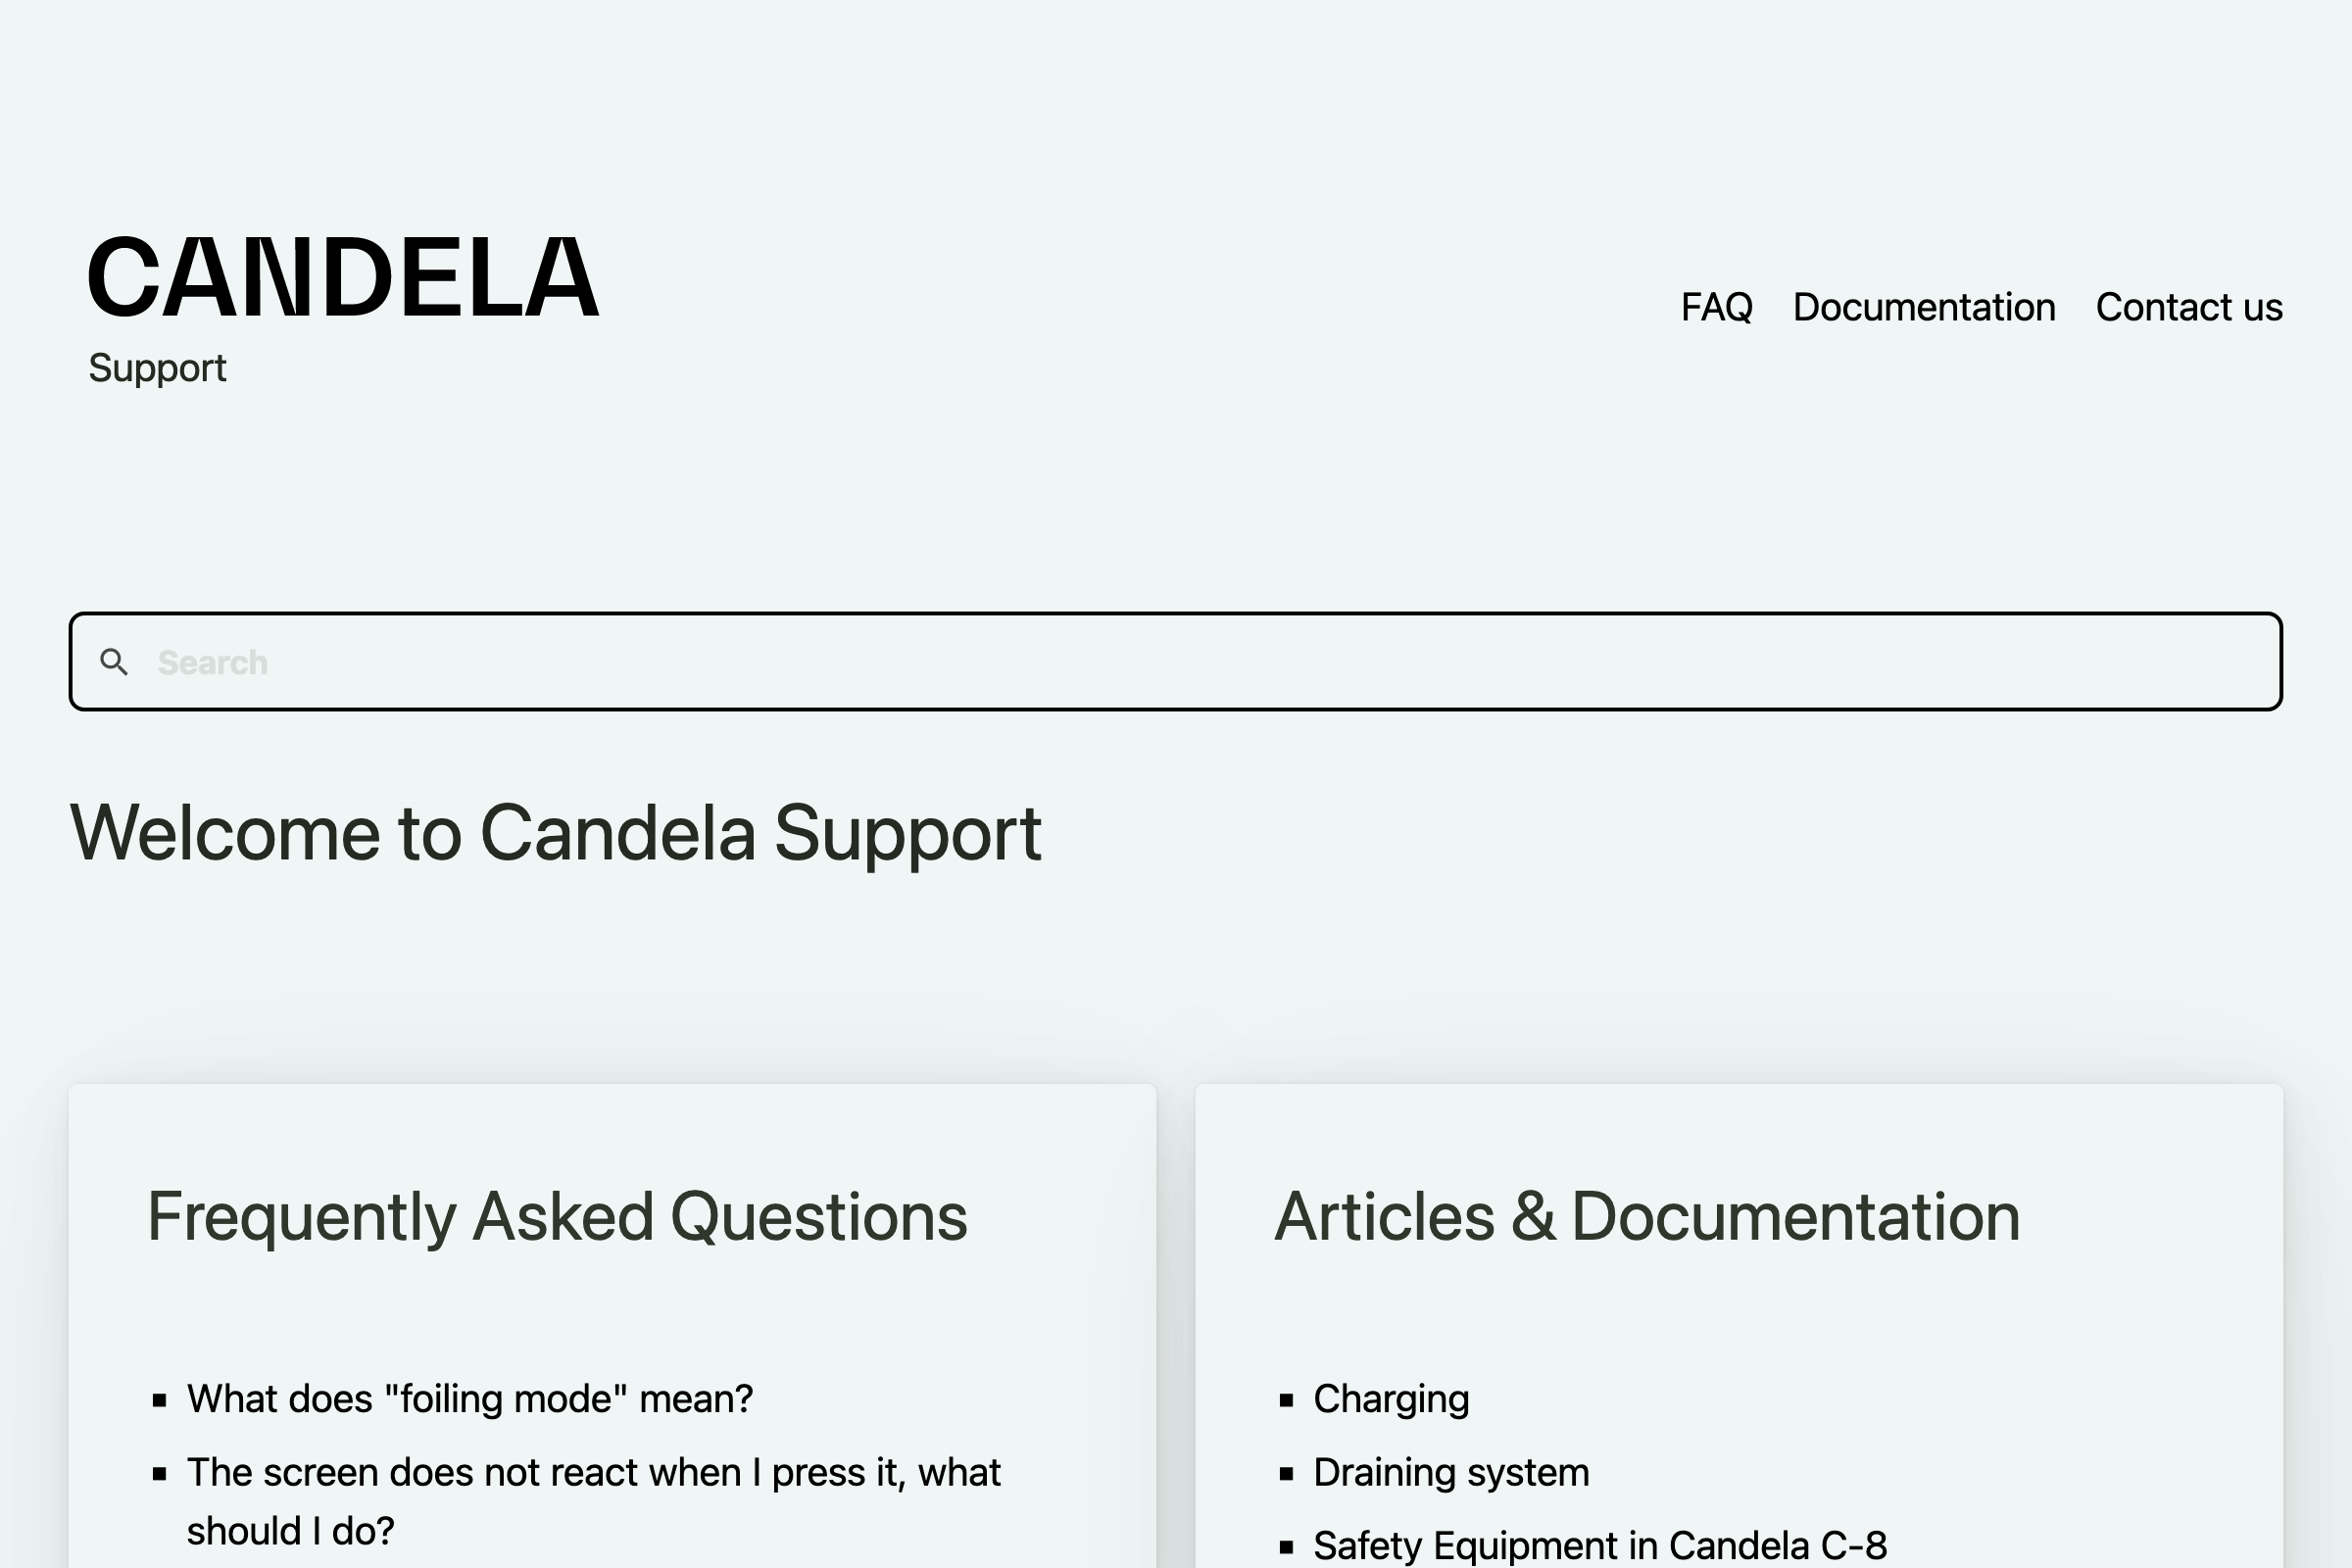 CANDELA
Support
FAQ Documentation Contact us
Search
Welcome to Candela Support
Frequently Asked Questions
What does "foiling mode" mean?
The screen does not react when I press it, what
should I do?
Articles & Documentation
Charging
Draining system
Safety Equipment in Candela C-8